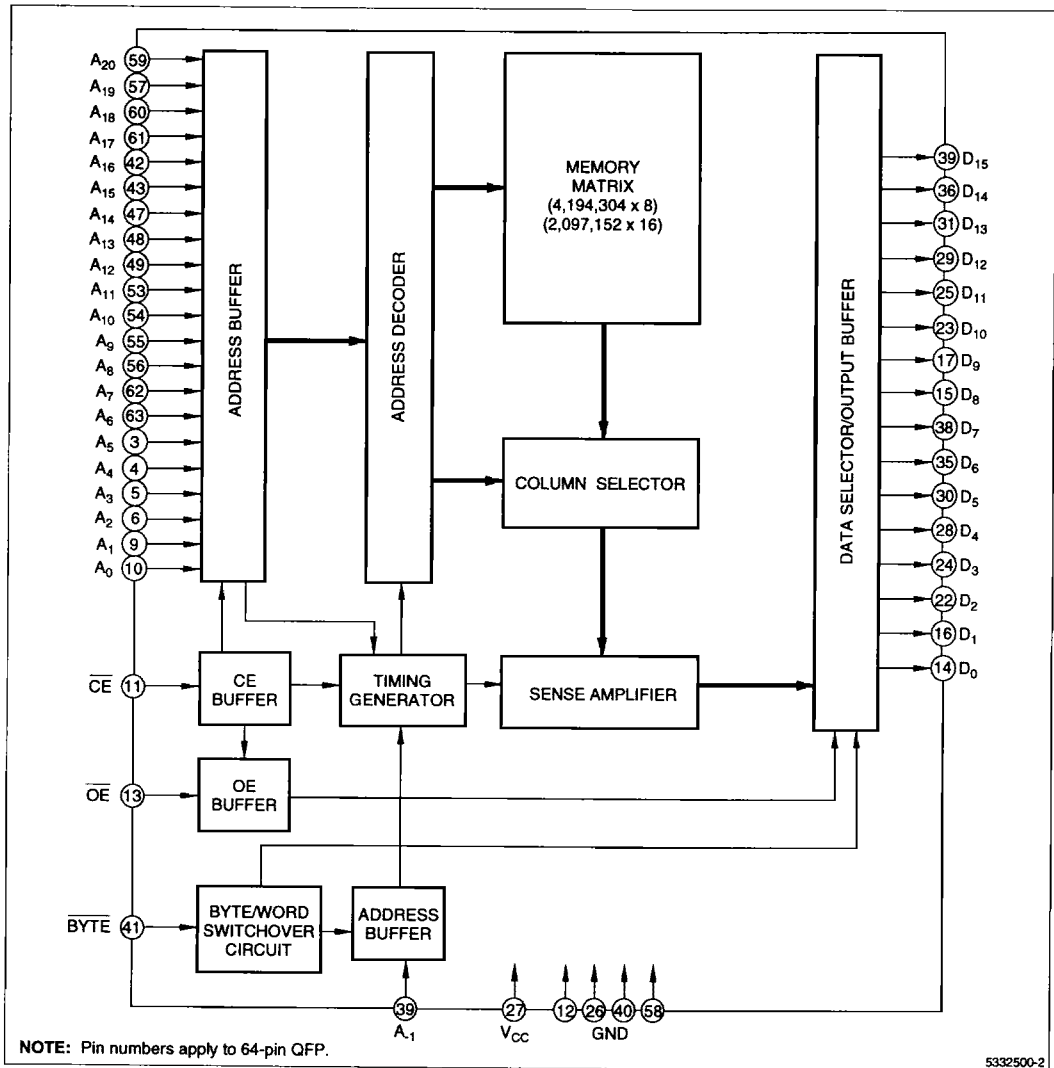 A20 59
A19 57
A18 60
A17 61
A16 42
A15 43
A14 47
A13 48
A12 49
A11 53
A10 54
A9 55
A8 56
A7 62
A6 63
A5 3
A4 4
A3 5
A2 6
A1 9
A0 10
CE 11
OE 13
BYTE 41
ADDRESS BUFFER
ADDRESS DECODER
MEMORY
MATRIX
(4,194,304 x 8)
(2,097,152 x 16)
COLUMN SELECTOR
SENSE AMPLIFIER
DATA SELECTOR/OUTPUT BUFFER
CE
BUFFER
TIMING
GENERATOR
OE
BUFFER
BYTE/WORD
SWITCHOVER
CIRCUIT
ADDRESS
BUFFER
39 D15
36 D14
31 D13
29 D12
25 D11
23 D10
17 D9
15 D8
38 D7
35 D6
30 D5
28 D4
24 D3
22 D2
16 D1
14 D0
39 27 12 26 40 58
A-1 VCC GND
NOTE: Pin numbers apply to 64-pin QFP.
5332500-2